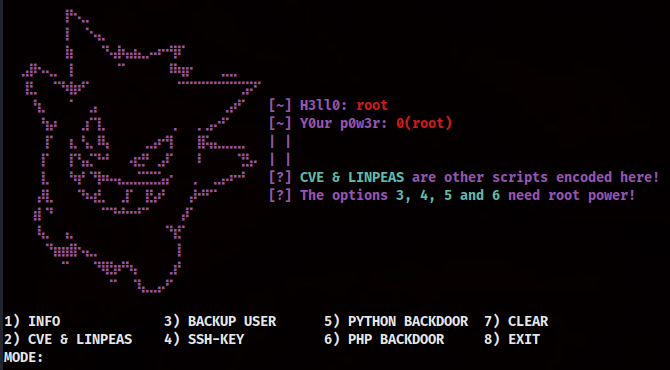 [~] H3ll0: root
[~] Y0ur p0w3r: 0(root)
| |
| |
[?] CVE & LINPEAS are other scripts encoded here!
[?] The options 3, 4, 5 and 6 need root power!
1) INFO 3) BACKUP USER 5) PYTHON BACKDOOR 7) CLEAR
2) CVE & LINPEAS 4) SSH-KEY 6) PHP BACKDOOR 8) EXIT
MODE: